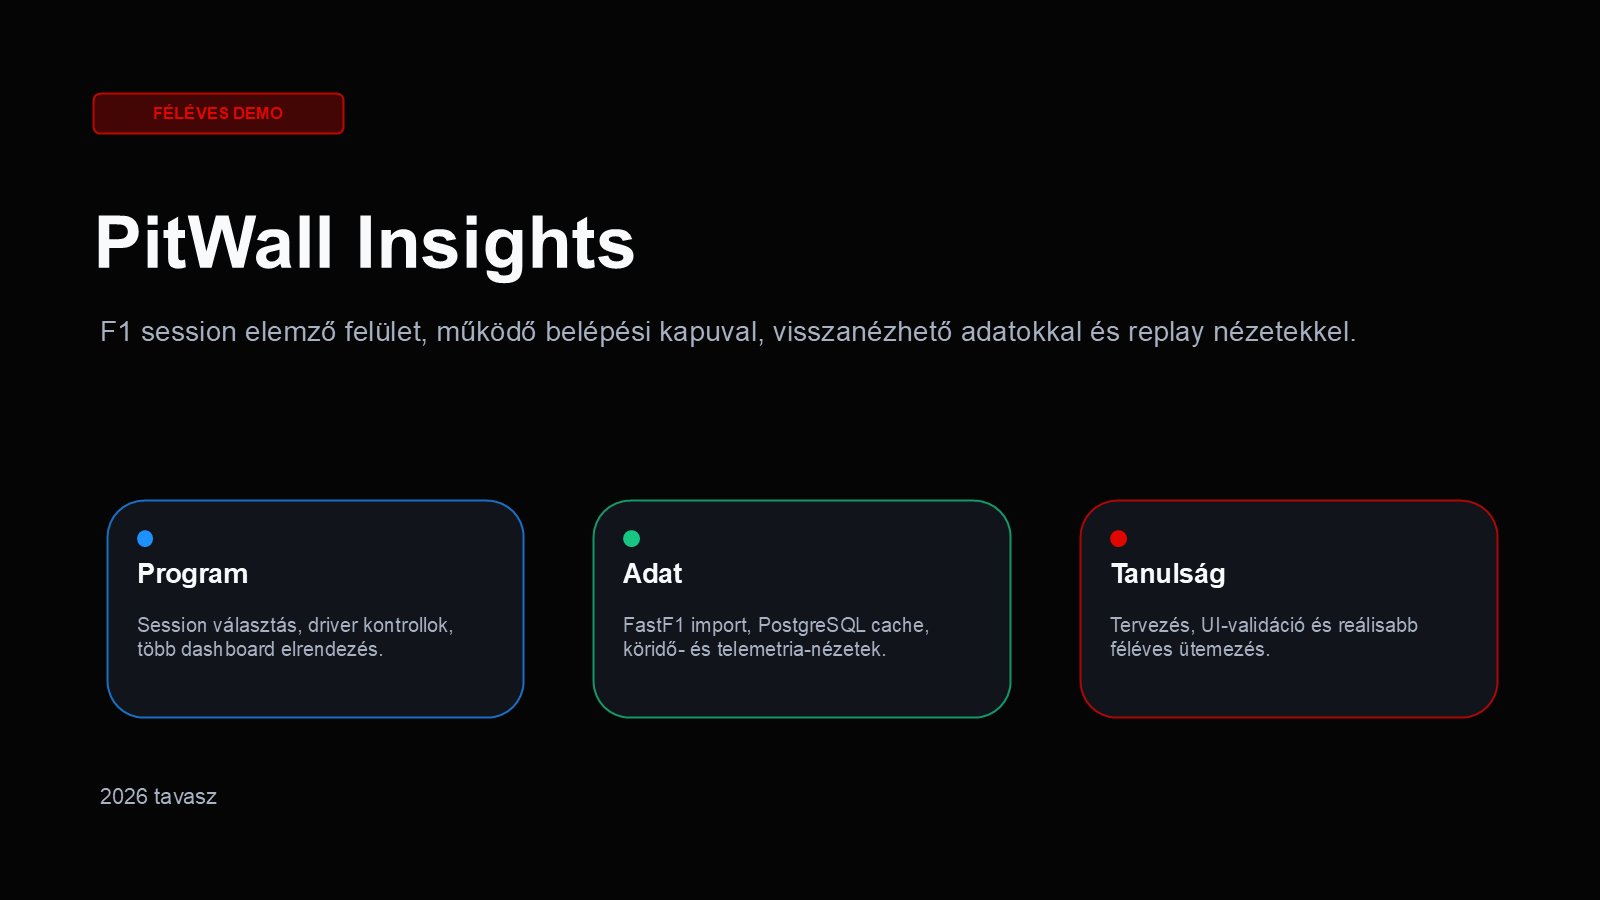 FÉLÉVES DEMO
PitWall Insights
F1 session elemző felület, működő belépési kapuval, visszanézhető adatokkal és replay nézetekkel.
Program
Session választás, driver kontrollok,
több dashboard elrendezés.
Adat
FastF1 import, PostgreSQL cache,
köridő- és telemetria-nézetek.
Tanulság
Tervezés, UI-validáció és reálisabb
féléves ütemezés.
2026 tavasz